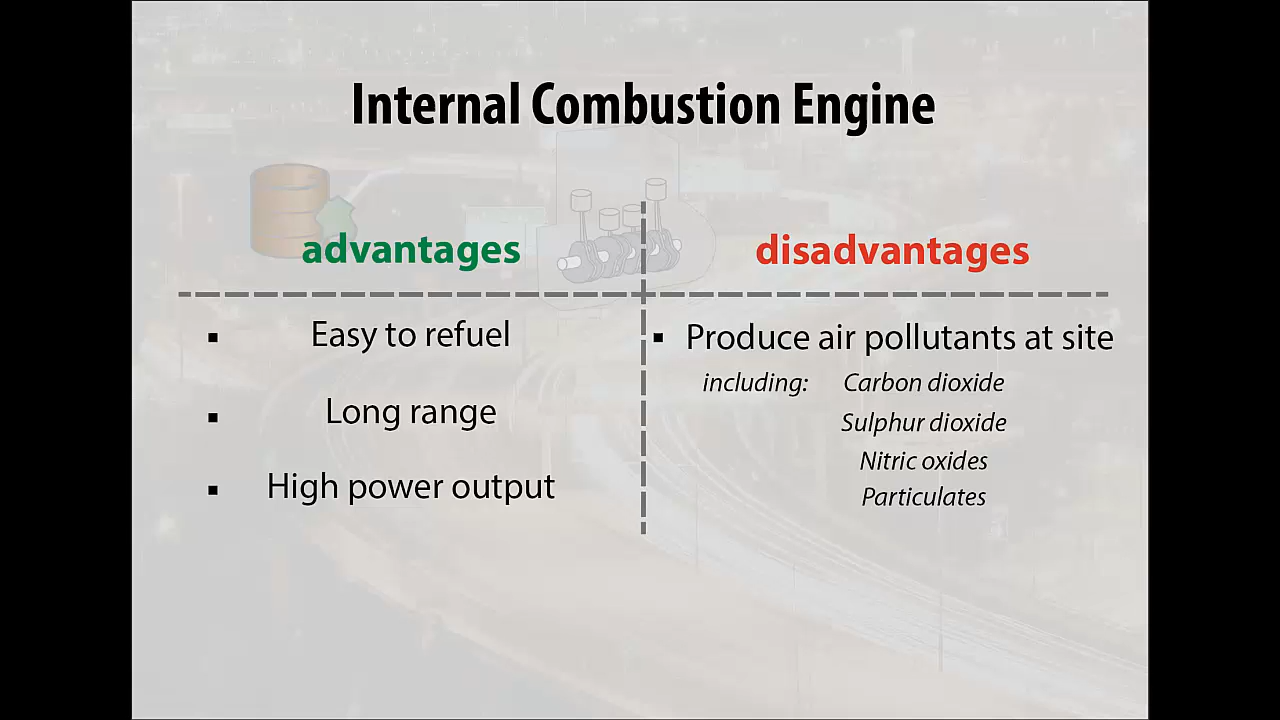 Internal Combustion Engine
advantages
disadvantages
▪ Easy to refuel
▪ Long range
▪ High power output
▪ Produce air pollutants at site
including: Carbon dioxide
Sulphur dioxide
Nitric oxides
Particulates